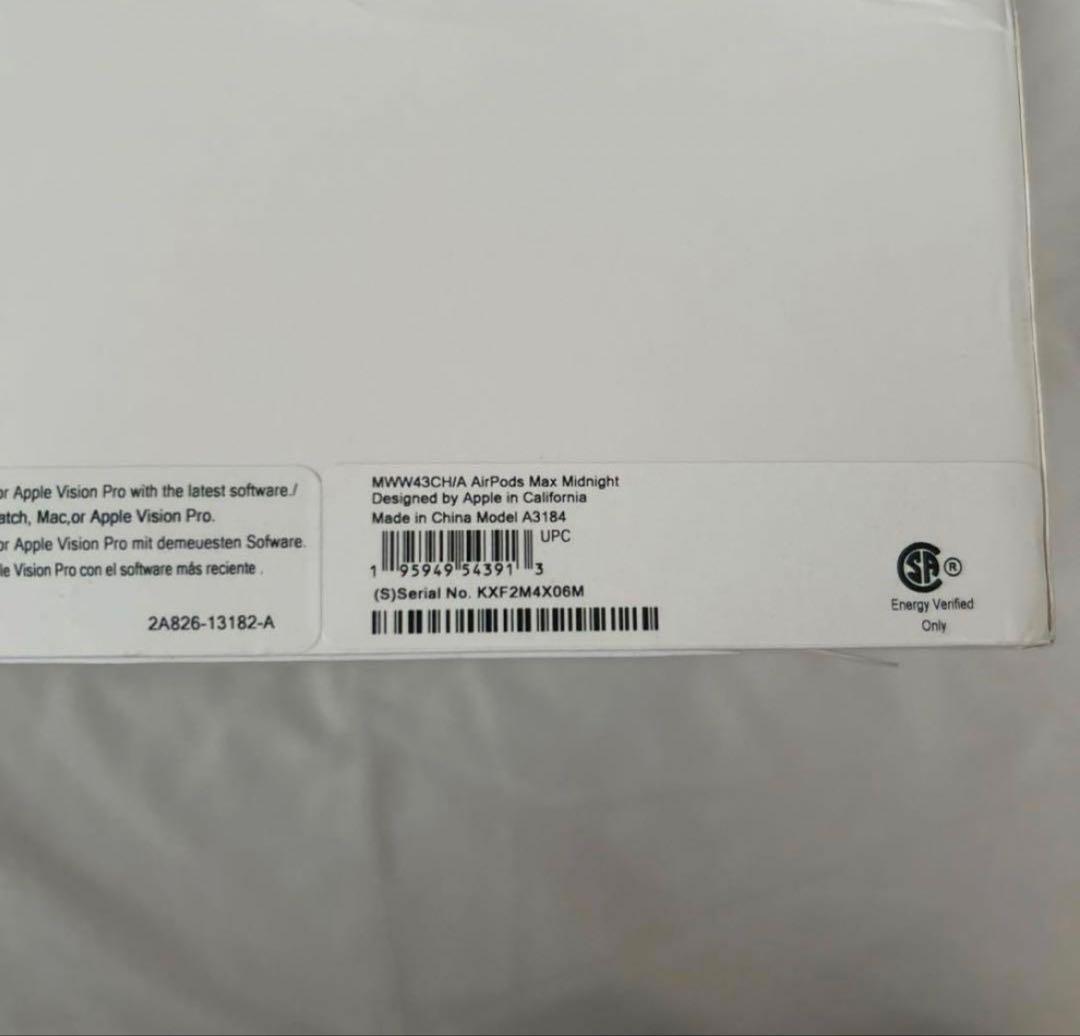 or Apple Vision Pro with the latest software./
atch, Mac,or Apple Vision Pro.
or Apple Vision Pro mit demeuesten Sofware.
le Vision Pro con el software más reciente .
2A826-13182-A
MWW43CH/A AirPods Max Midnight
Designed by Apple in California
Made in China Model A3184
UPC
1 95949 54391 3
(S)Serial No. KXF2M4X06M
SA ®
Energy Verified
Only